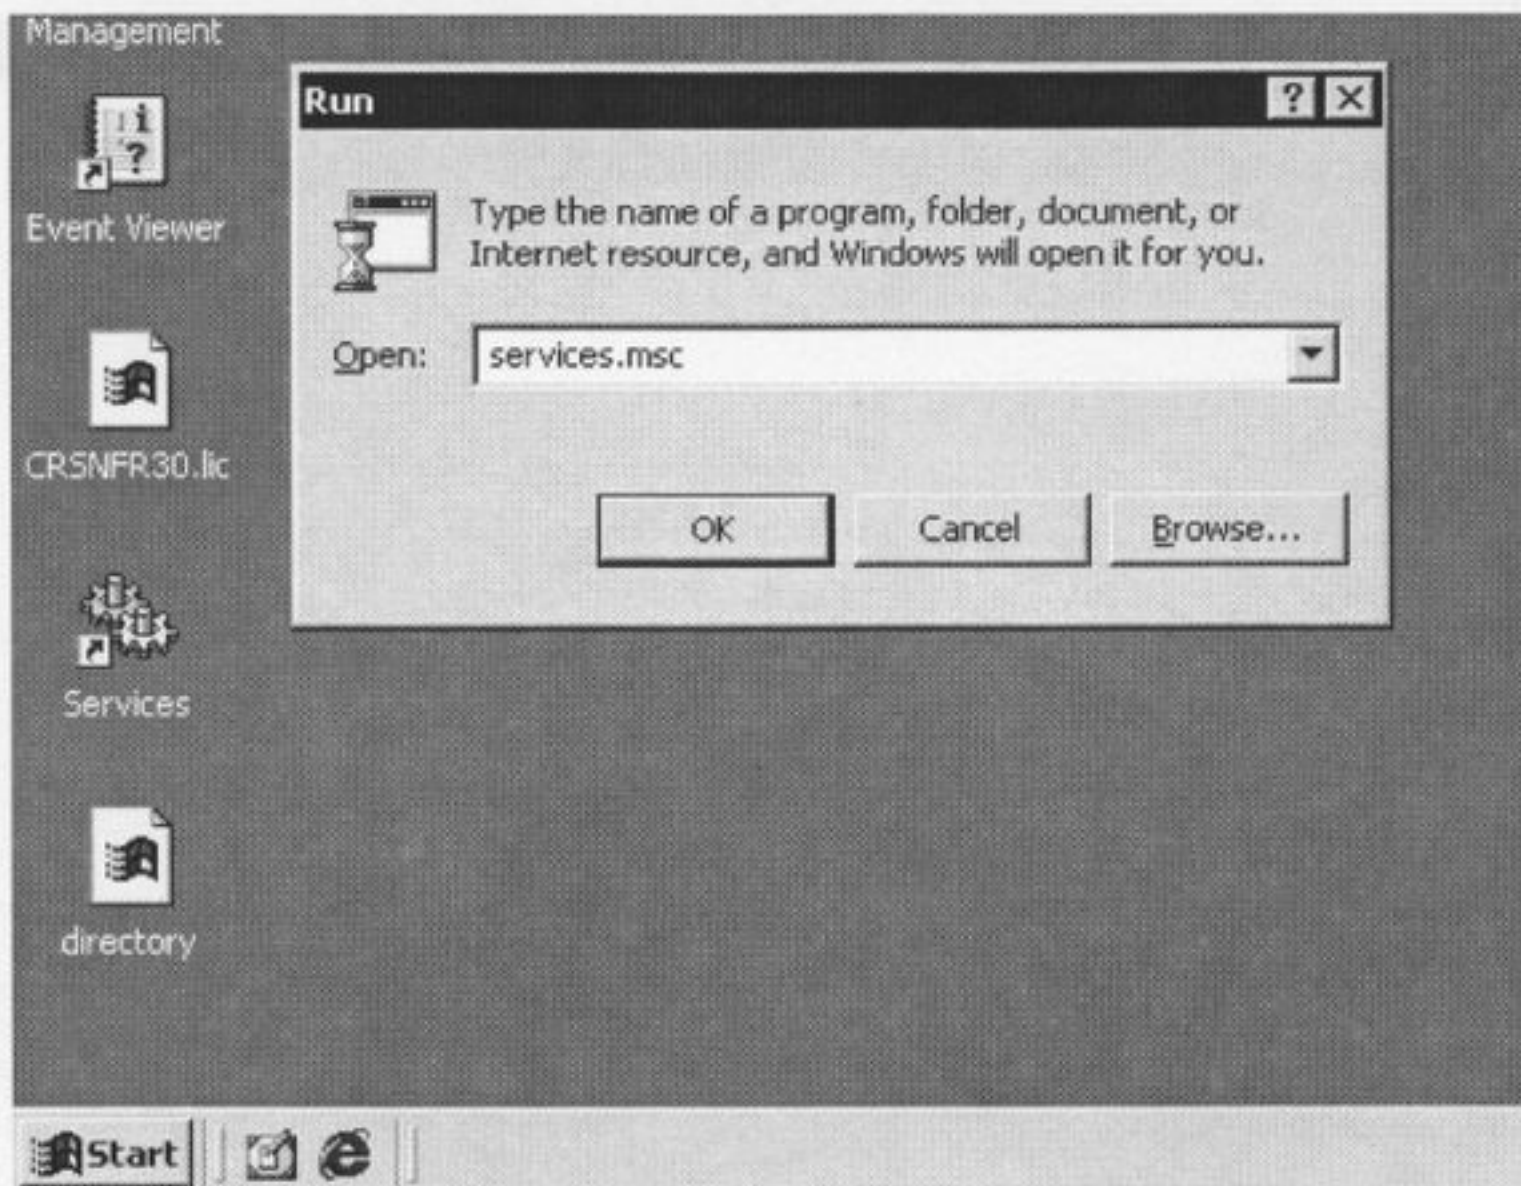 Management
Event Viewer
CRSNFR30.lic
Services
directory
Run
Type the name of a program, folder, document, or
Internet resource, and Windows will open it for you.
Open:
services.msc
OK
Cancel
Browse...
Start